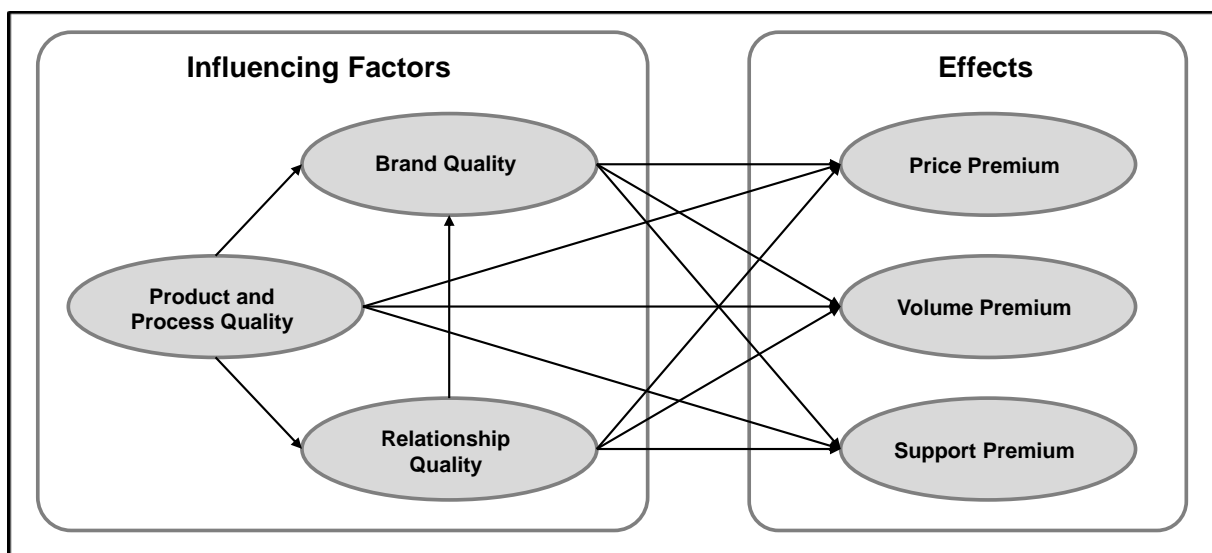 Influencing Factors
Effects
Brand Quality
Price Premium
Product and
Process Quality
Volume Premium
Relationship
Quality
Support Premium